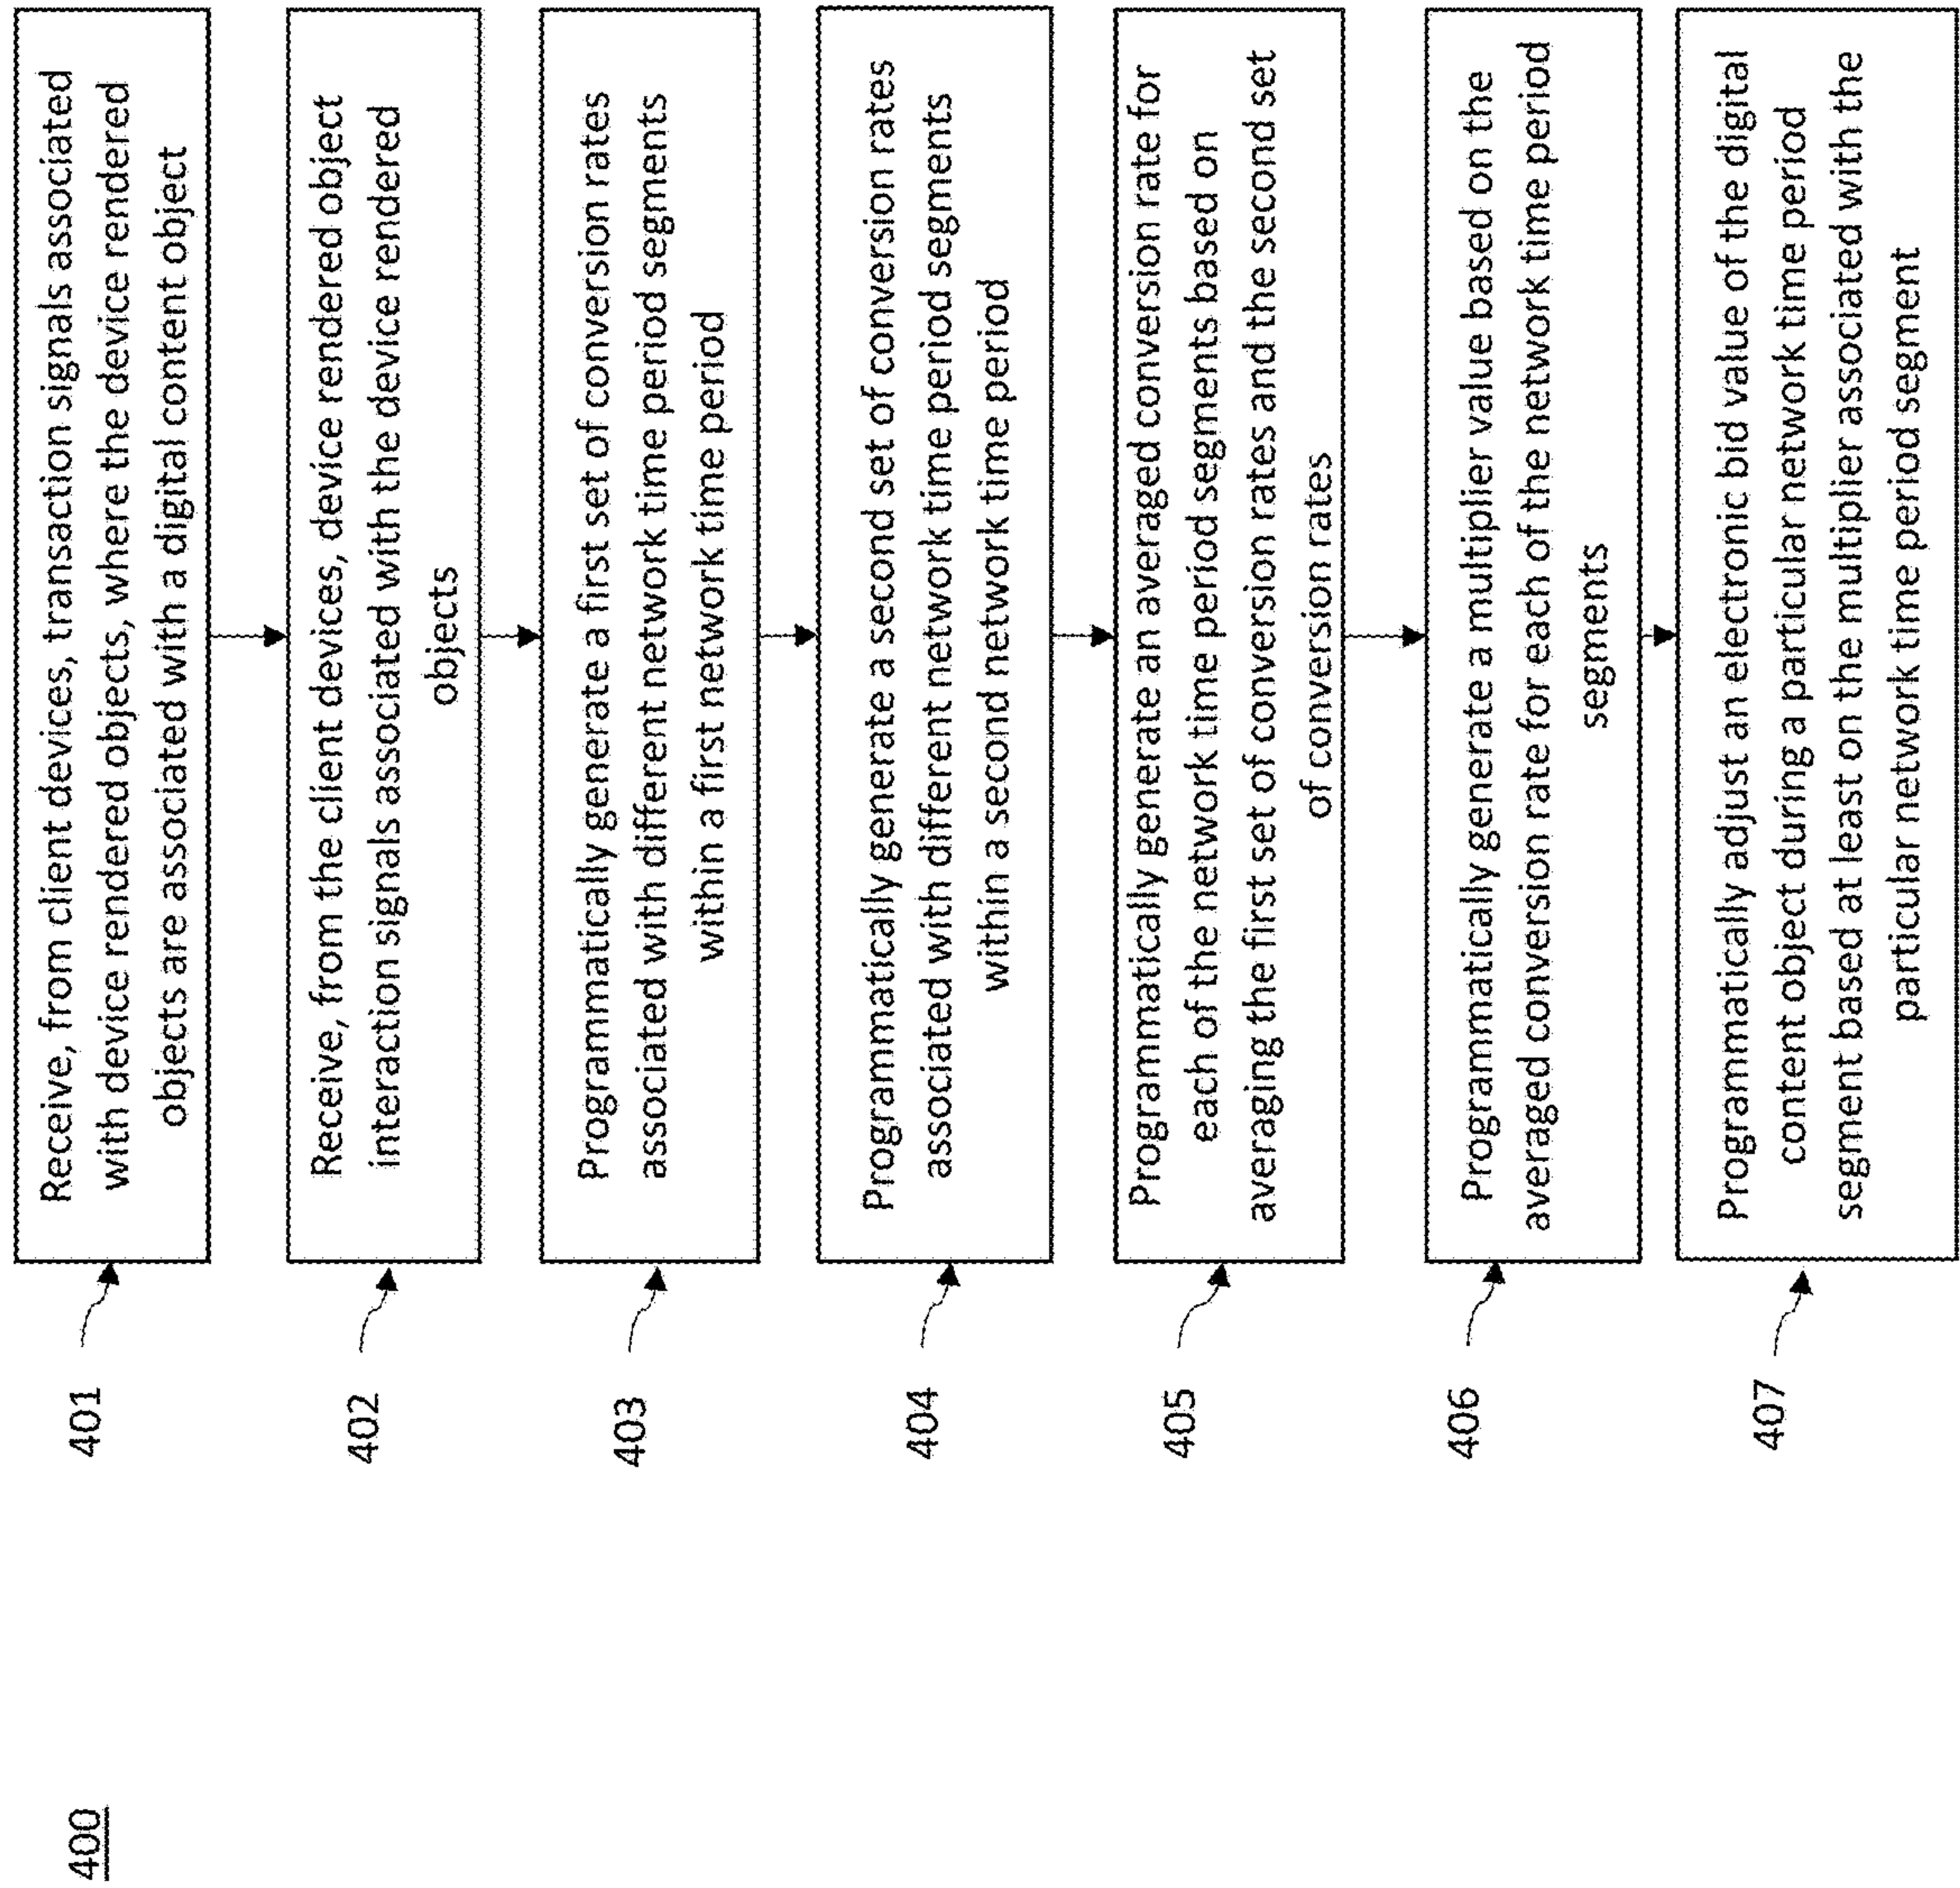 400
401
Receive, from client devices, transaction signals associated
with device rendered objects, where the device rendered
objects are associated with a digital content object
402
Receive, from the client devices, device rendered object
interaction signals associated with the device rendered
objects
403
Programmatically generate a first set of conversion rates
associated with different network time period segments
within a first network time period
404
Programmatically generate a second set of conversion rates
associated with different network time period segments
within a second network time period
405
Programmatically generate an averaged conversion rate for
each of the network time period segments based on
averaging the first set of conversion rates and the second set
of conversion rates
406
Programmatically generate a multiplier value based on the
averaged conversion rate for each of the network time period
segments
407
Programmatically adjust an electronic bid value of the digital
content object during a particular network time period
segment based at least on the multiplier associated with the
particular network time period segment